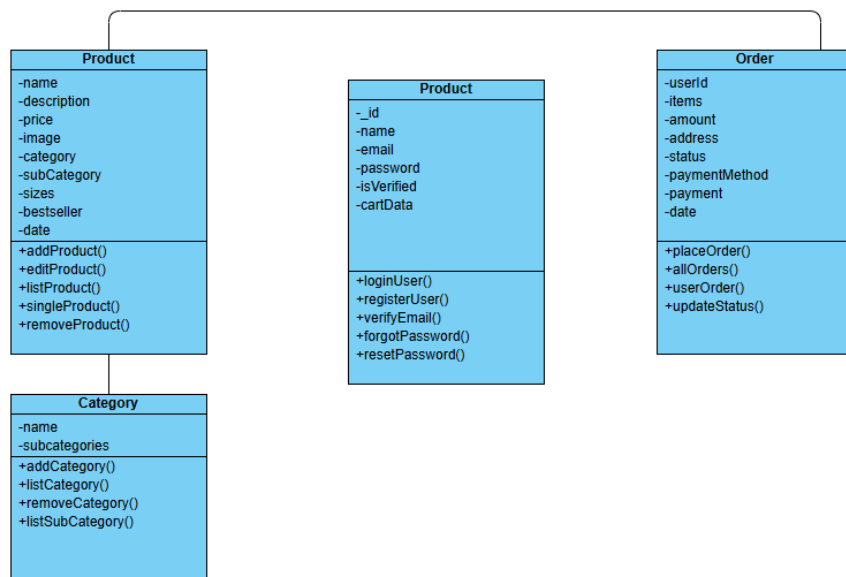 Product
-name
-description
-price
-image
-category
-subCategory
-sizes
-bestseller
-date
+addProduct()
+editProduct()
+listProduct()
+singleProduct()
+removeProduct()
Product
-_id
-name
-email
-password
-isVerified
-cartData
+loginUser()
+registerUser()
+verifyEmail()
+forgotPassword()
+resetPassword()
Order
-userId
-items
-amount
-address
-status
-paymentMethod
-payment
-date
+placeOrder()
+allOrders()
+userOrder()
+updateStatus()
Category
-name
-subcategories
+addCategory()
+listCategory()
+removeCategory()
+listSubCategory()